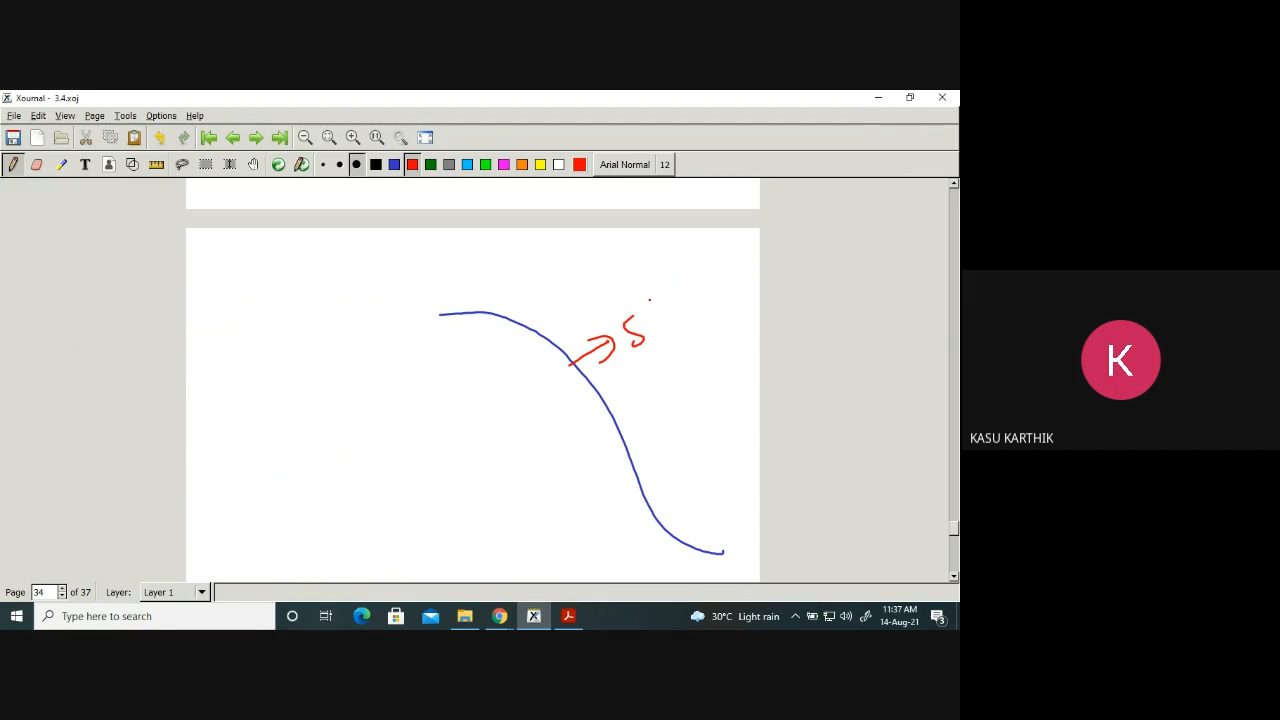 Xournal - 3.4.xoj
File Edit View Page Tools Options Help
T Arial Normal 12
S
K
KASU KARTHIK
Page 34 of 37 Layer: Layer 1
Type here to search
30°C Light rain
11:37 AM
14-Aug-21
3